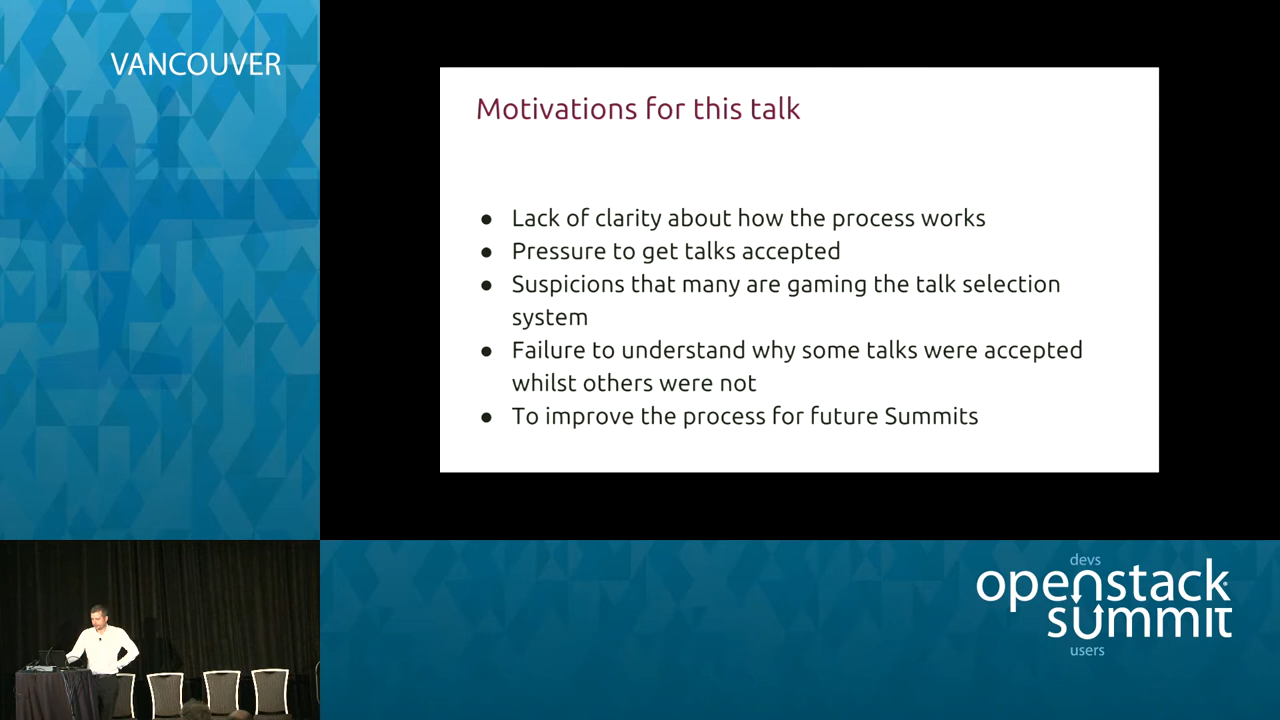 VANCOUVER
Motivations for this talk
● Lack of clarity about how the process works
● Pressure to get talks accepted
● Suspicions that many are gaming the talk selection
system
● Failure to understand why some talks were accepted
whilst others were not
● To improve the process for future Summits
devs
openstack
summit
users